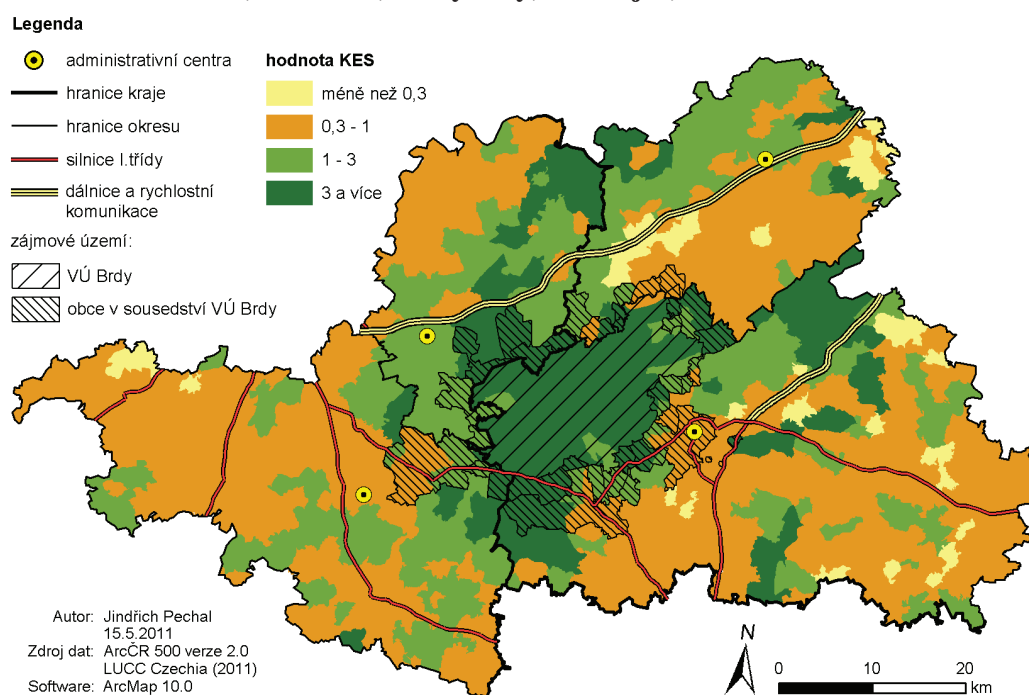 Legenda
administrativní centra
hranice kraje
hranice okresu
silnice I.třídy
dálnice a rychlostní
komunikace
zájmové území:
VÚ Brdy
obce v sousedství VÚ Brdy
hodnota KES
méně než 0,3
0,3 - 1
1 - 3
3 a více
Autor: Jindřich Pechal
15.5.2011
Zdroj dat: ArcČR 500 verze 2.0
LUCC Czechia (2011)
Software: ArcMap 10.0
N
0 10 20
km